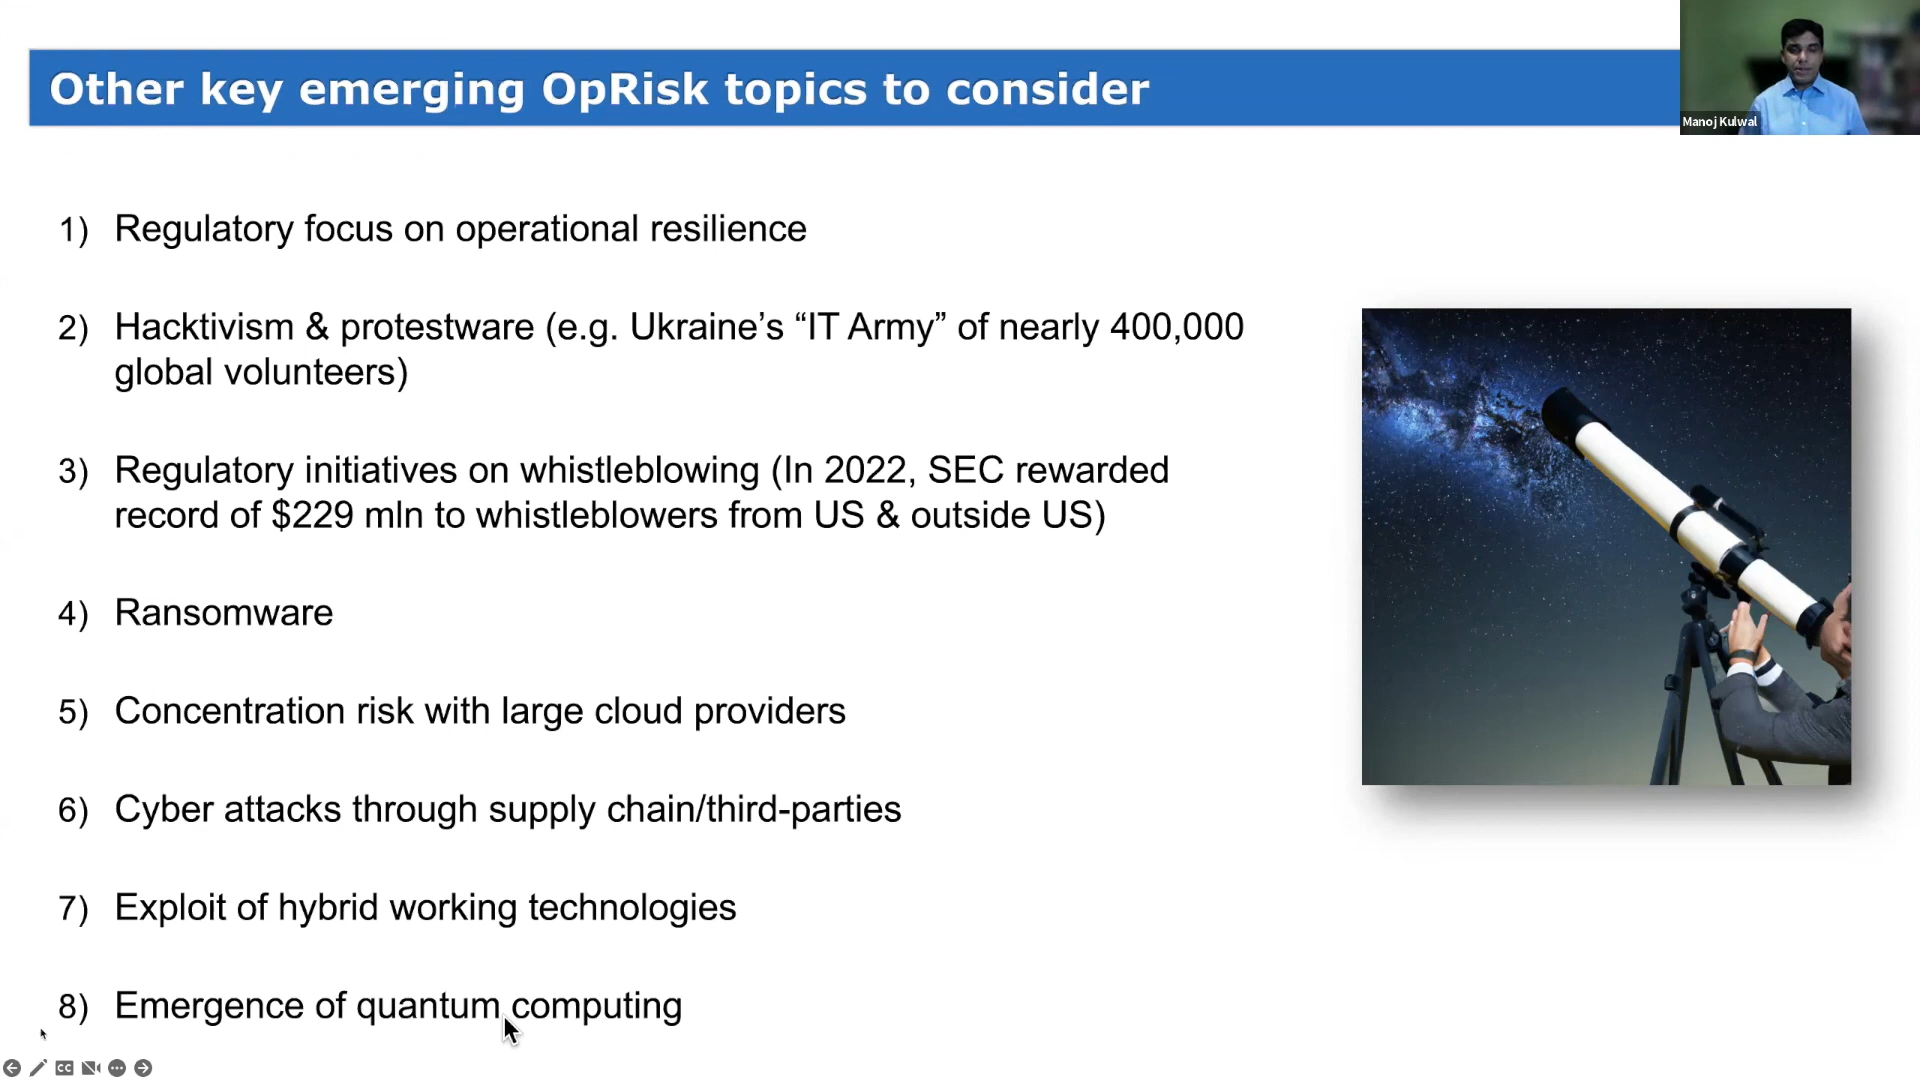 Other key emerging OpRisk topics to consider
Manoj Kulwal
1) Regulatory focus on operational resilience
2) Hacktivism & protestware (e.g. Ukraine’s “IT Army” of nearly 400,000
global volunteers)
3) Regulatory initiatives on whistleblowing (In 2022, SEC rewarded
record of $229 mln to whistleblowers from US & outside US)
4) Ransomware
5) Concentration risk with large cloud providers
6) Cyber attacks through supply chain/third-parties
7) Exploit of hybrid working technologies
8) Emergence of quantum computing
CC